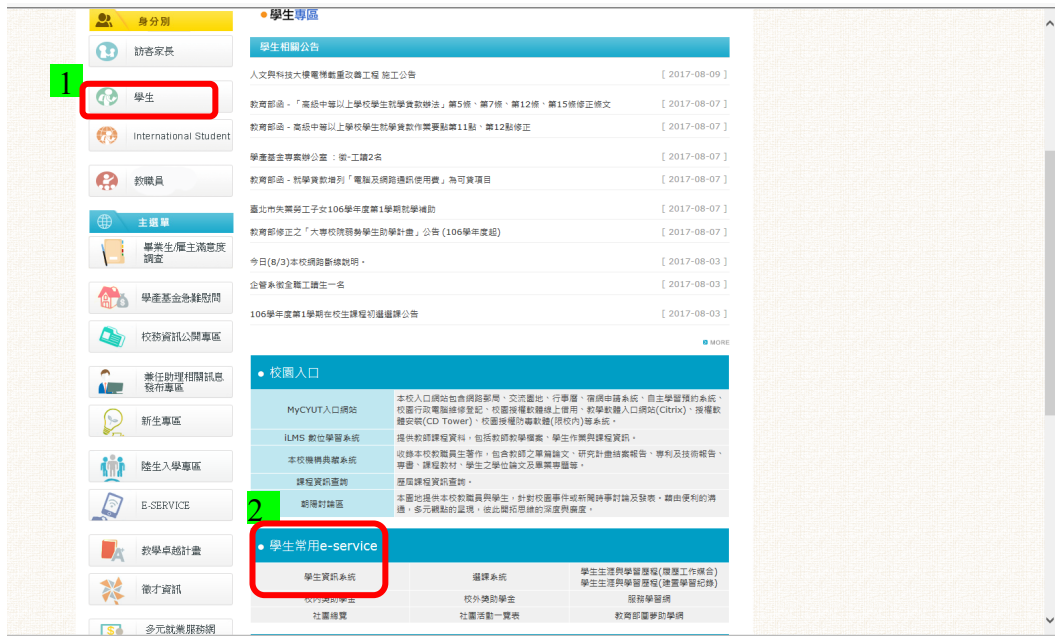 身分別
訪客家長
1
學生
International Student
教職員
主選單
畢業生/雇主滿意度
調查
學產基金急難慰問
校務資訊公開專區
兼任助理相關訊息
發布專區
新生專區
陸生入學專區
E-SERVICE
教學卓越計畫
徵才資訊
多元就業服務網
學生專區
學生相關公告
人文與科技大樓電梯載重改善工程 施工公告 [ 2017-08-09 ]
教育部函 - 「高級中等以上學校學生就學貸款辦法」第5條、第7條、第12條、第15條修正條文 [ 2017-08-07 ]
教育部函 - 高級中等以上學校學生就學貸款作業要點第11點、第12點修正 [ 2017-08-07 ]
學產基金專案辦公室 : 徵-工讀2名 [ 2017-08-07 ]
教育部函 - 就學貸款增列「電腦及網路通訊使用費」為可貸項目 [ 2017-08-07 ]
臺北市失業勞工子女106學年度第1學期就學補助 [ 2017-08-07 ]
教育部修正之「大專校院弱勢學生助學計畫」公告 (106學年度起) [ 2017-08-07 ]
今日(8/3)本校網路斷線說明。 [ 2017-08-03 ]
企管系徵全職工讀生一名 [ 2017-08-03 ]
106學年度第1學期在校生課程初選選課公告 [ 2017-08-03 ]
MORE
校園入口
MyCYUT入口網站
本校入口網站包含網路郵局、交流園地、行事曆、宿網申請系統、自主學習預約系統、
校園行政電腦維修登記、校園授權軟體線上借用、教學軟體入口網站(Citrix)、授權軟
體安裝(CD Tower)、校園授權防毒軟體(限校內)等系統。
iLMS 數位學習系統
提供教師課程資料，包括教師教學檔案、學生作業與課程資訊。
本校機構典藏系統
收錄本校教職員生著作，包含教師之單篇論文、研究計畫結案報告、專利及技術報告、
專書、課程教材、學生之學位論文及畢業專題等。
課程資訊查詢
歷屆課程資訊查詢。
朝陽討論區
本園地提供本校教職員與學生，針對校園事件或新聞時事討論及發表。藉由便利的溝
通，多元觀點的呈現，彼此開拓思維的深度與廣度。
2
學生常用e-service
學生資訊系統
選課系統
學生生涯與學習歷程(履歷工作媒合)
學生生涯與學習歷程(建置學習紀錄)
校內獎助學金
校外獎助學金
服務學習網
社團總覽
社團活動一覽表
教育部圓夢助學網